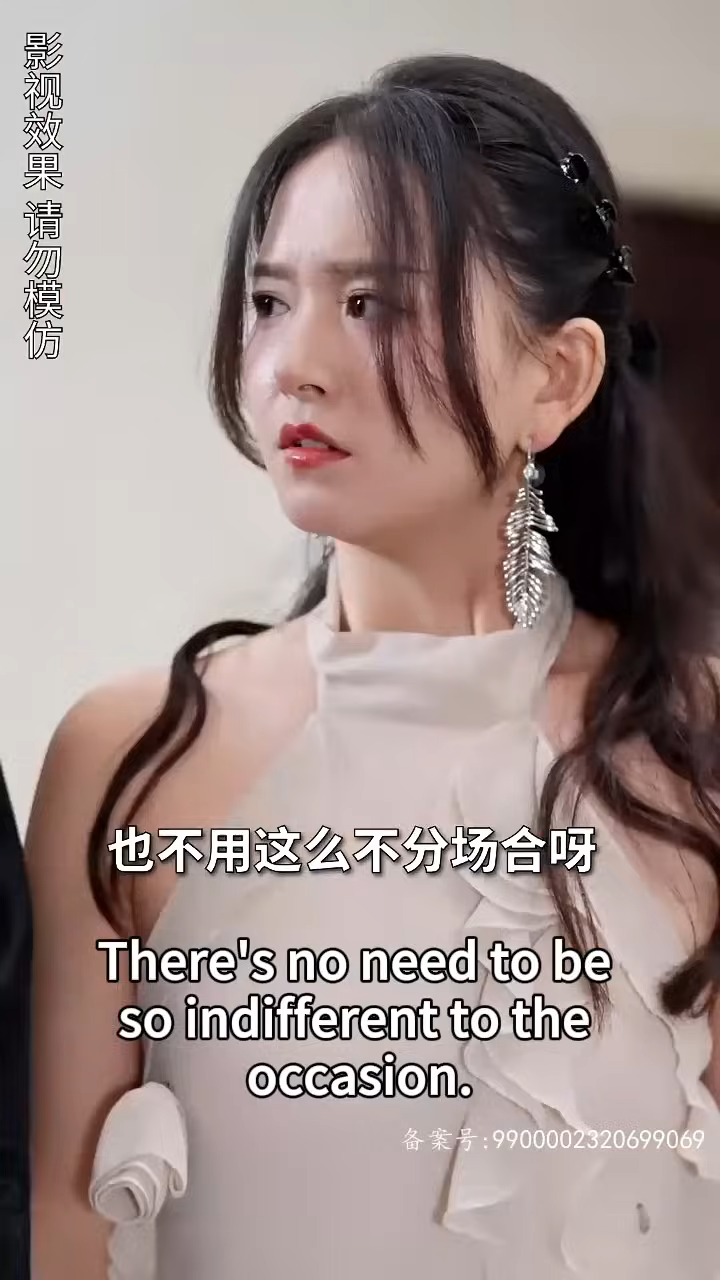 影视效果 请勿模仿
也不用这么不分场合呀
There's no need to be
so indifferent to the
occasion.
备案号:9900002320699069